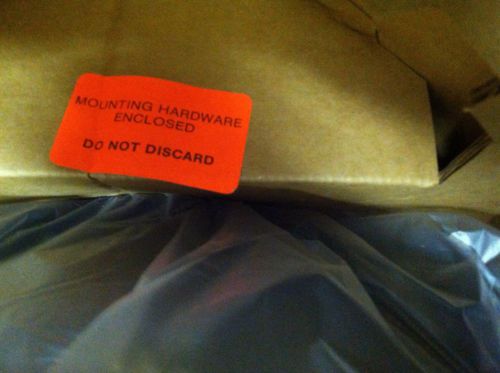 MOUNTING HARDWARE
ENCLOSED
DO NOT DISCARD